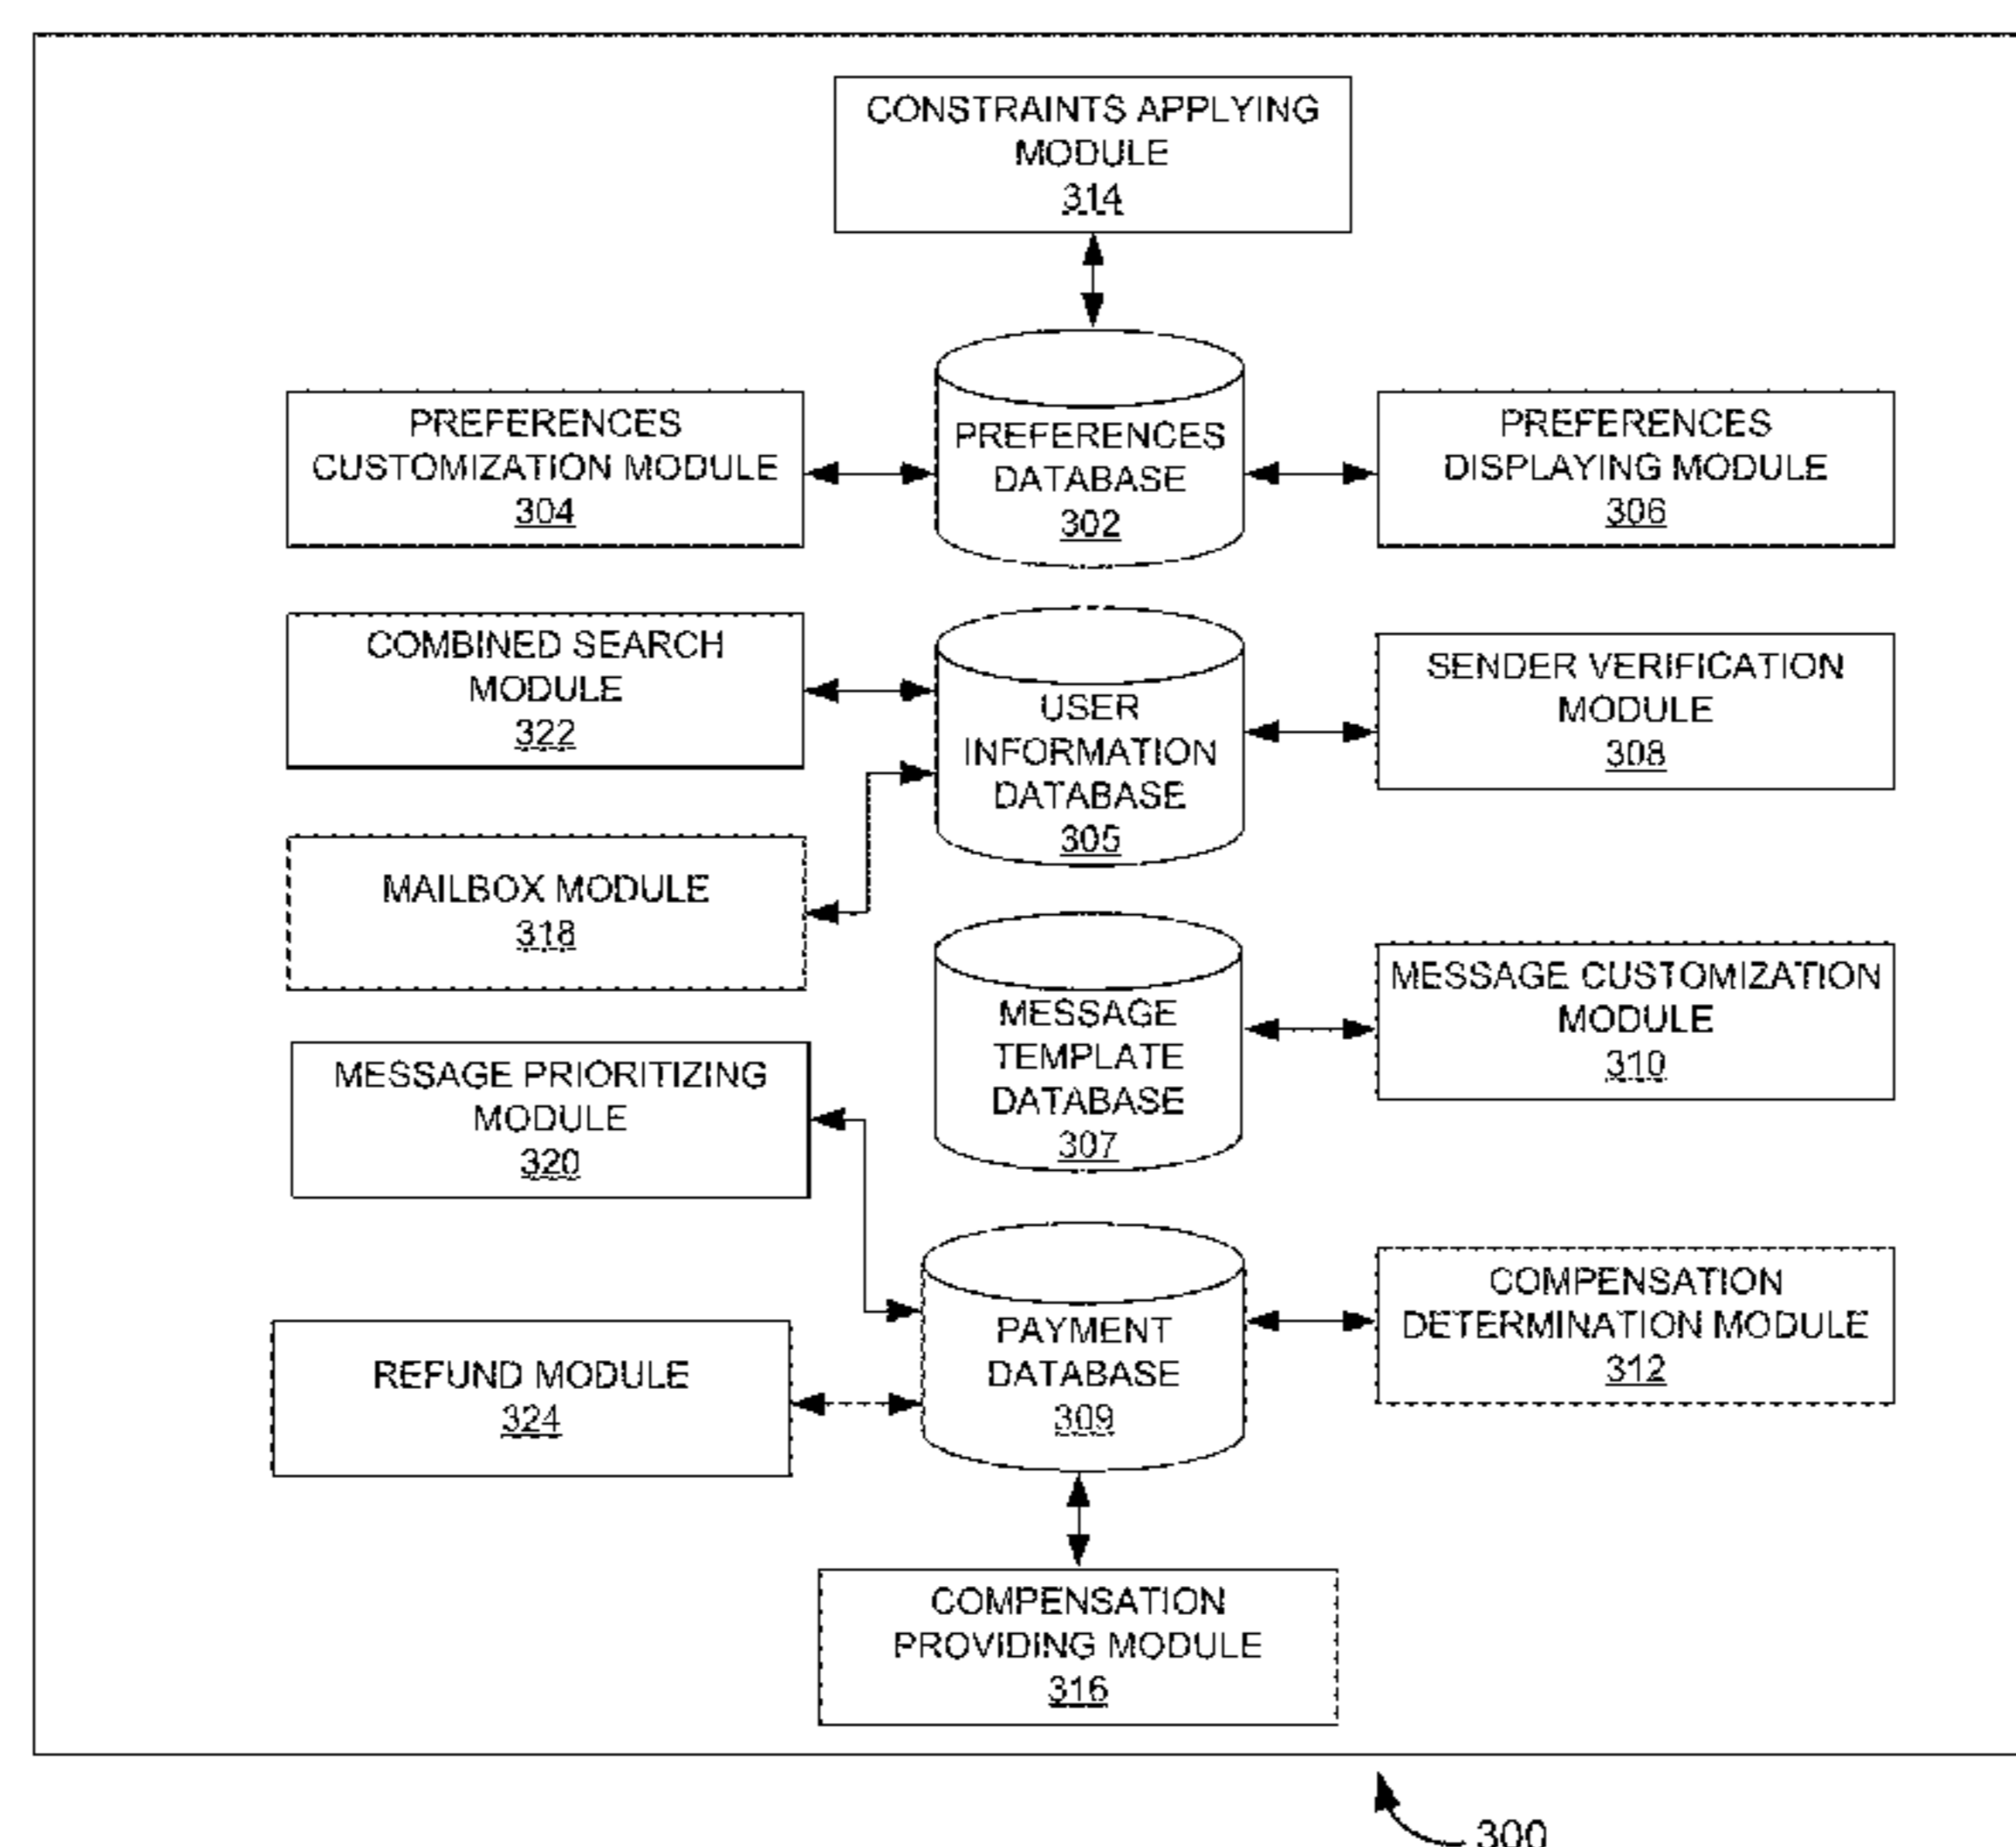 CONSTRAINTS APPLYING
MODULE
314
PREFERENCES
CUSTOMIZATION MODULE
304
PREFERENCES
DATABASE
302
PREFERENCES
DISPLAYING MODULE
306
COMBINED SEARCH
MODULE
322
USER
INFORMATION
DATABASE
305
SENDER VERIFICATION
MODULE
308
MAILBOX MODULE
318
MESSAGE
TEMPLATE
DATABASE
307
MESSAGE CUSTOMIZATION
MODULE
310
MESSAGE PRIORITIZING
MODULE
320
REFUND MODULE
324
PAYMENT
DATABASE
309
COMPENSATION
DETERMINATION MODULE
312
COMPENSATION
PROVIDING MODULE
316
300